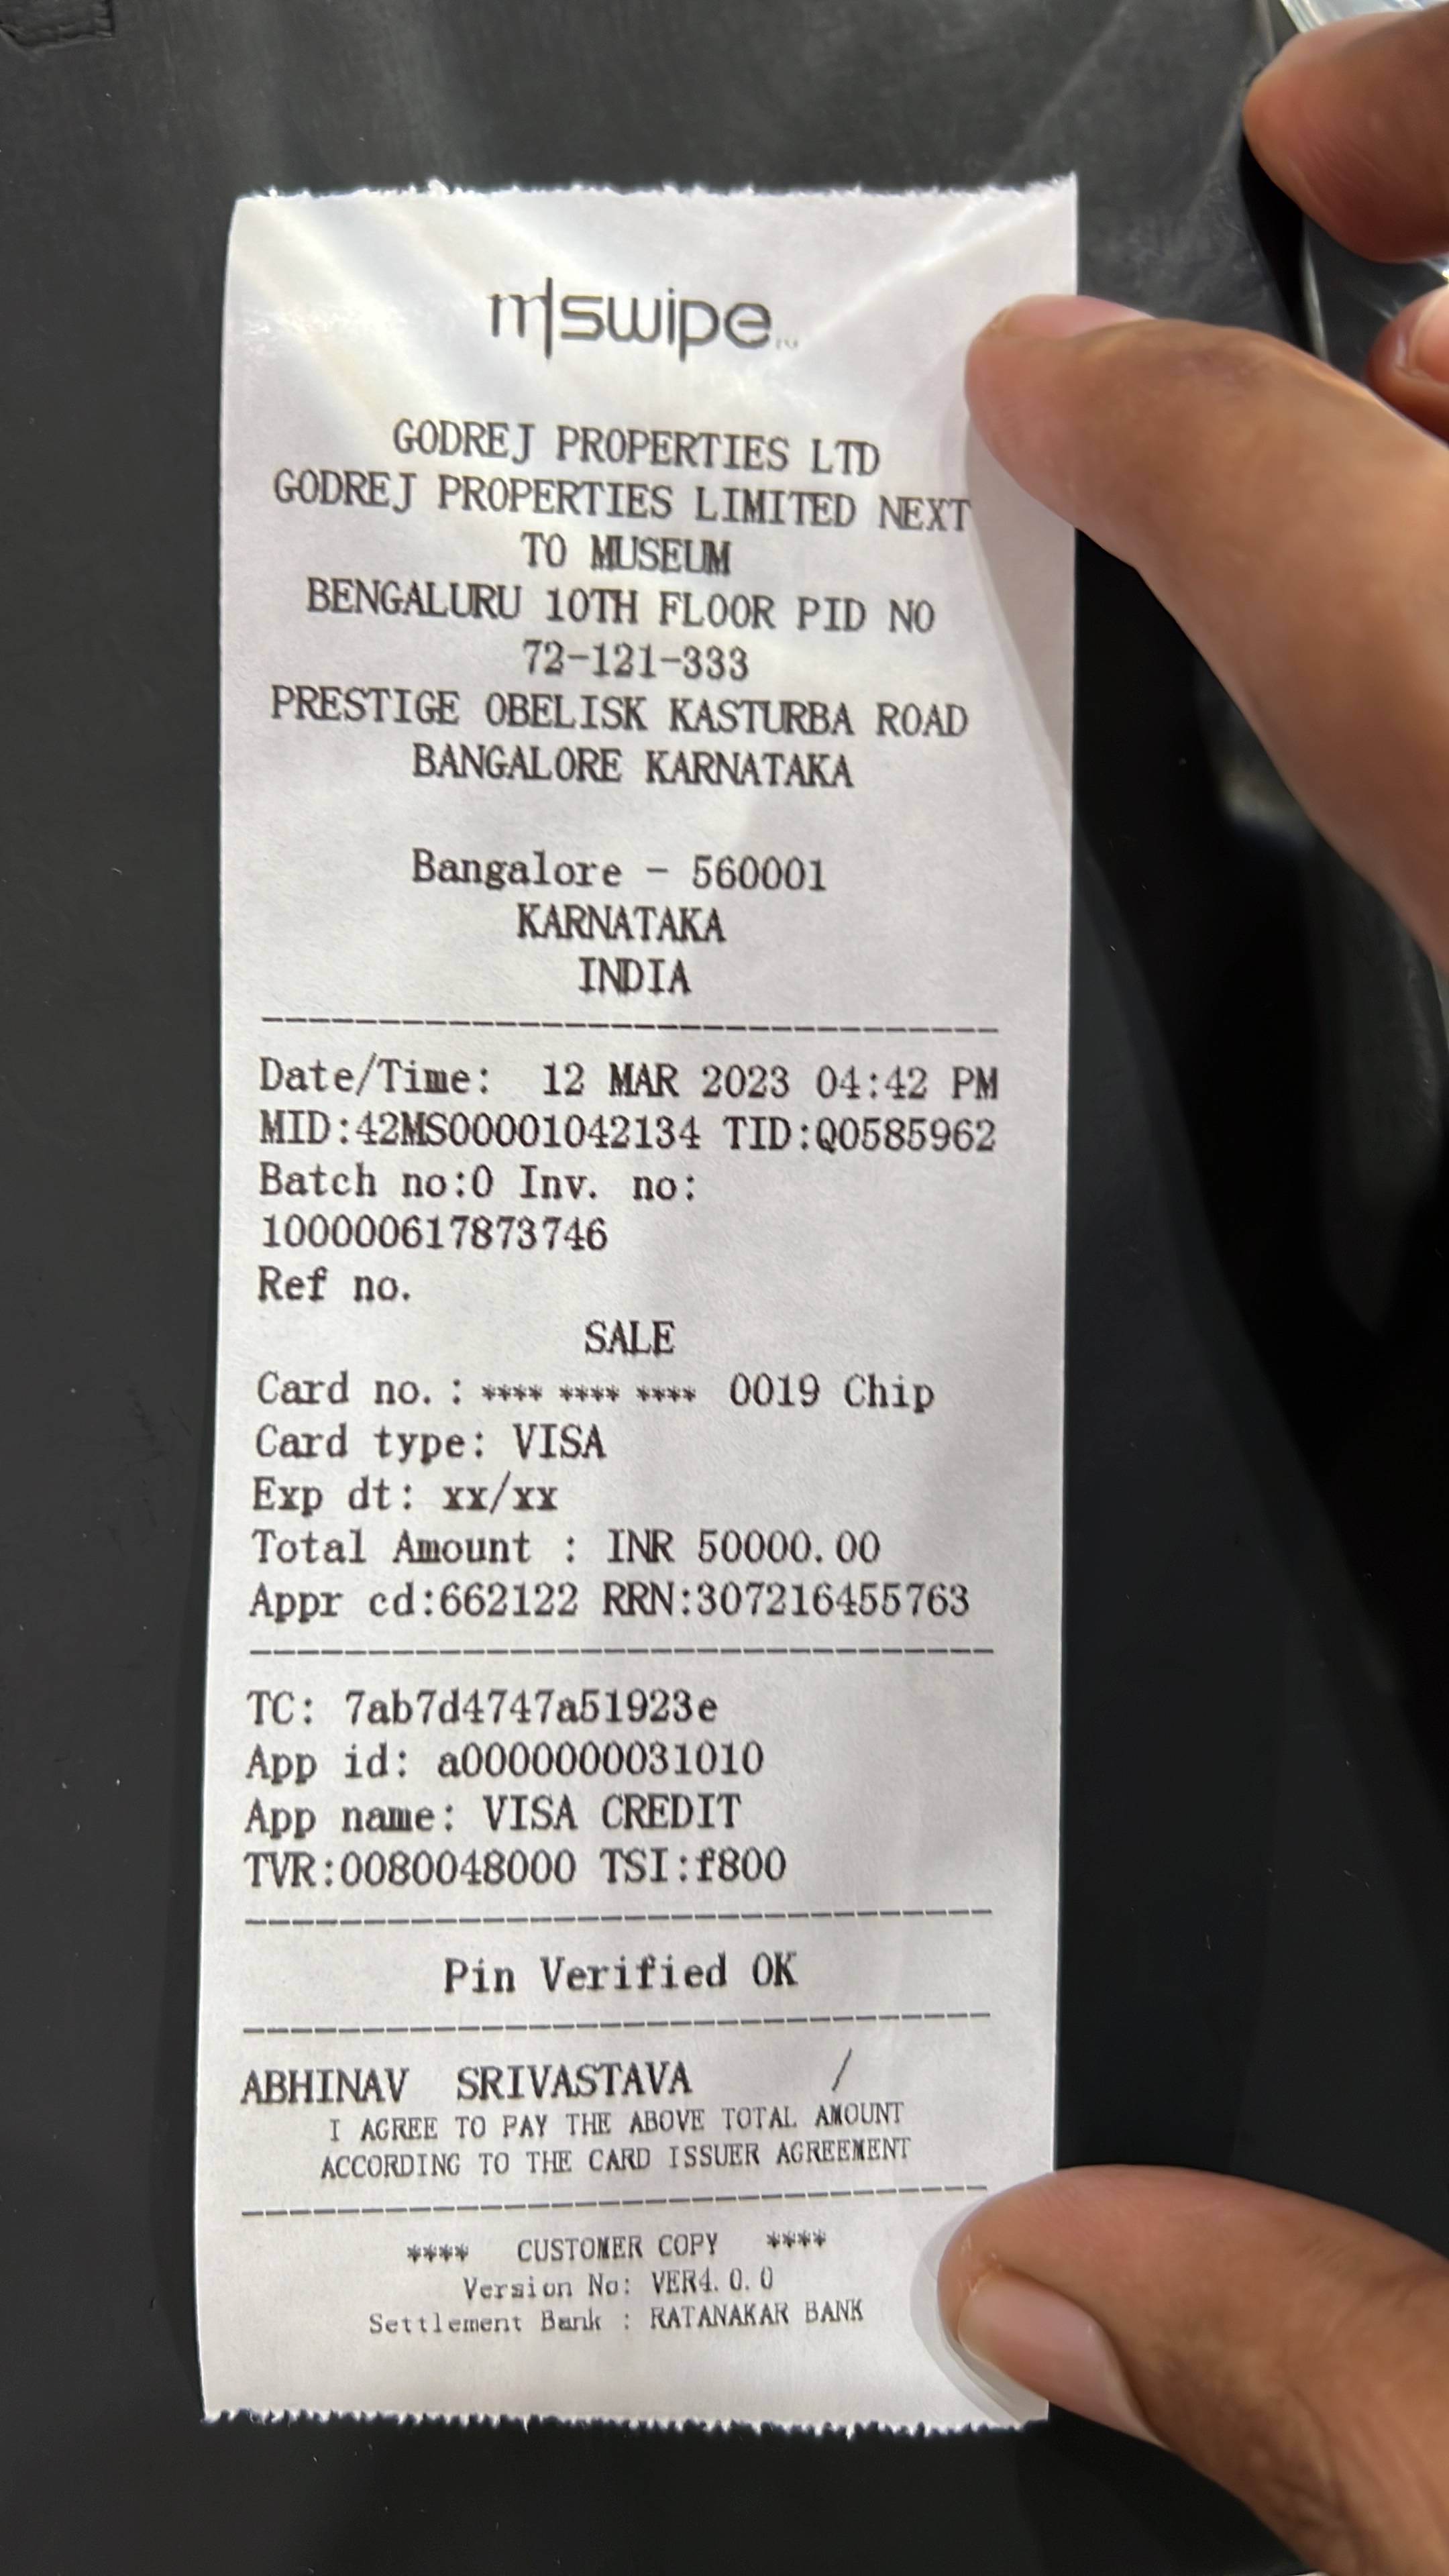 mswipe
GODREJ PROPERTIES LTD
GODREJ PROPERTIES LIMITED NEXT
TO MUSEUM
BENGALURU 10TH FLOOR PID NO
72-121-333
PRESTIGE OBELISK KASTURBA ROAD
BANGALORE KARNATAKA
Bangalore - 560001
KARNATAKA
INDIA
Date/Time: 12 MAR 2023 04:42 PM
MID:42MS00001042134 TID:Q0585962
Batch no:0 Inv. no:
100000617873746
Ref no.
SALE
Card no.: **** **** **** 0019 Chip
Card type: VISA
Exp dt: xx/xx
Total Amount : INR 50000.00
Appr cd:662122 RRN:307216455763
TC: 7ab7d4747a51923e
App id: a0000000031010
App name: VISA CREDIT
TVR:0080048000 TSI:f800
Pin Verified OK
ABHINAV SRIVASTAVA /
I AGREE TO PAY THE ABOVE TOTAL AMOUNT
ACCORDING TO THE CARD ISSUER AGREEMENT
**** CUSTOMER COPY ****
Version No: VER4.0.0
Settlement Bank : RATANAKAR BANK